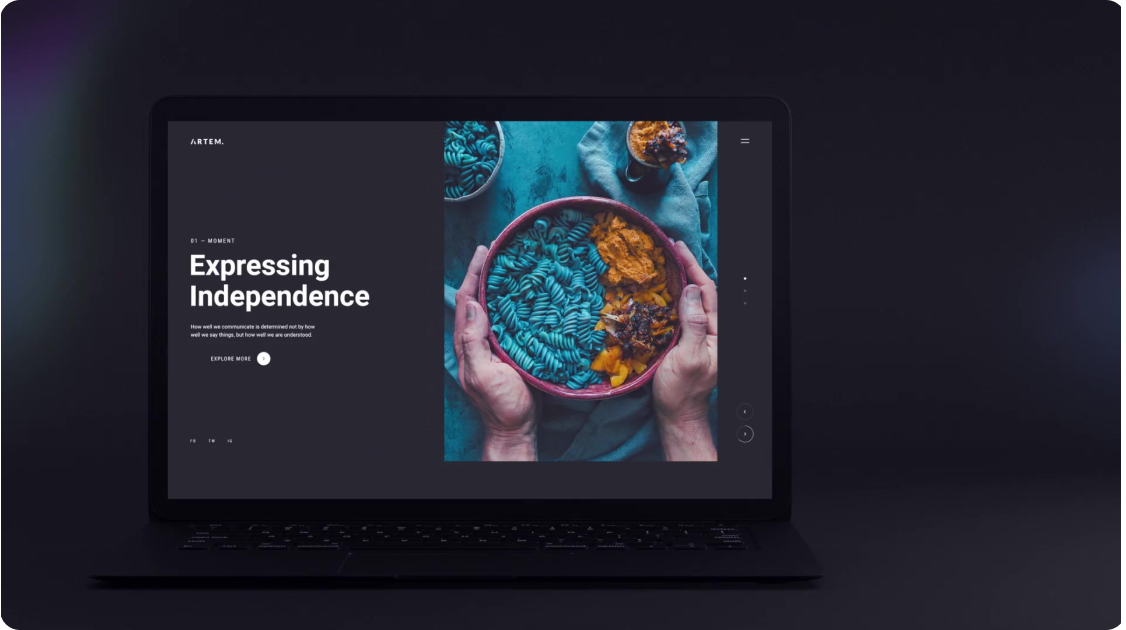 ARTEM.
01 — MOMENT
Expressing
Independence
How well we communicate is determined not by how
well we say things, but how well we are understood.
EXPLORE MORE
FB TW IG